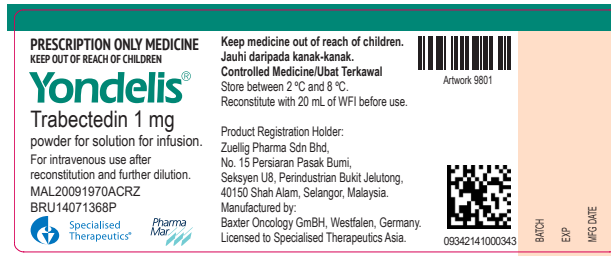 PRESCRIPTION ONLY MEDICINE
KEEP OUT OF REACH OF CHILDREN
Yondelis®
Trabectedin 1 mg
powder for solution for infusion.
For intravenous use after
reconstitution and further dilution.
MAL20091970ACRZ
BRU14071368P
Specialised
Therapeutics®
Pharma
Mar
Keep medicine out of reach of children.
Jauhi daripada kanak-kanak.
Controlled Medicine/Ubat Terkawal
Store between 2 ºC and 8 ºC.
Reconstitute with 20 mL of WFI before use.
Product Registration Holder:
Zuellig Pharma Sdn Bhd,
No. 15 Persiaran Pasak Bumi,
Seksyen U8, Perindustrian Bukit Jelutong,
40150 Shah Alam, Selangor, Malaysia.
Manufactured by:
Baxter Oncology GmBH, Westfalen, Germany.
Licensed to Specialised Therapeutics Asia.
Artwork 9801
09342141000343
BATCH
EXP
MFG DATE